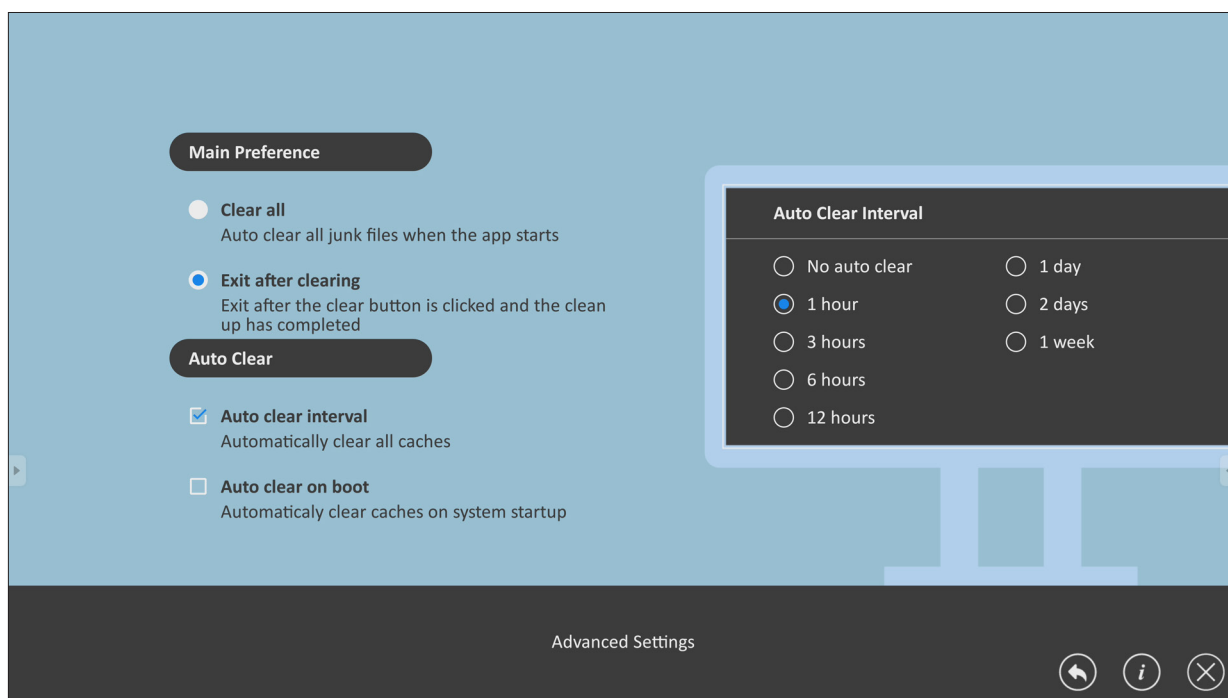 Main Preference
Clear all
Auto clear all junk files when the app starts
Exit after clearing
Exit after the clear button is clicked and the clean
up has completed
Auto Clear
Auto clear interval
Automatically clear all caches
Auto clear on boot
Automaticaly clear caches on system startup
Auto Clear Interval
No auto clear
1 hour
3 hours
6 hours
12 hours
1 day
2 days
1 week
Advanced Settings
i